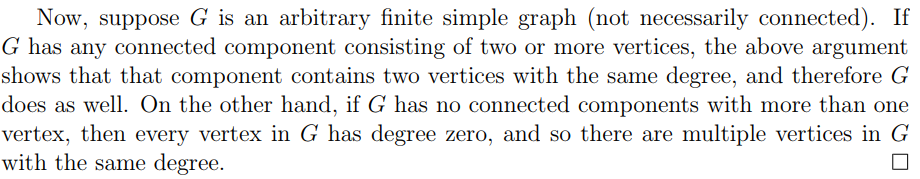 Now, suppose G is an arbitrary finite simple graph (not necessarily connected). If
G has any connected component consisting of two or more vertices, the above argument
shows that that component contains two vertices with the same degree, and therefore G
does as well. On the other hand, if G has no connected components with more than one
vertex, then every vertex in G has degree zero, and so there are multiple vertices in G
with the same degree. □